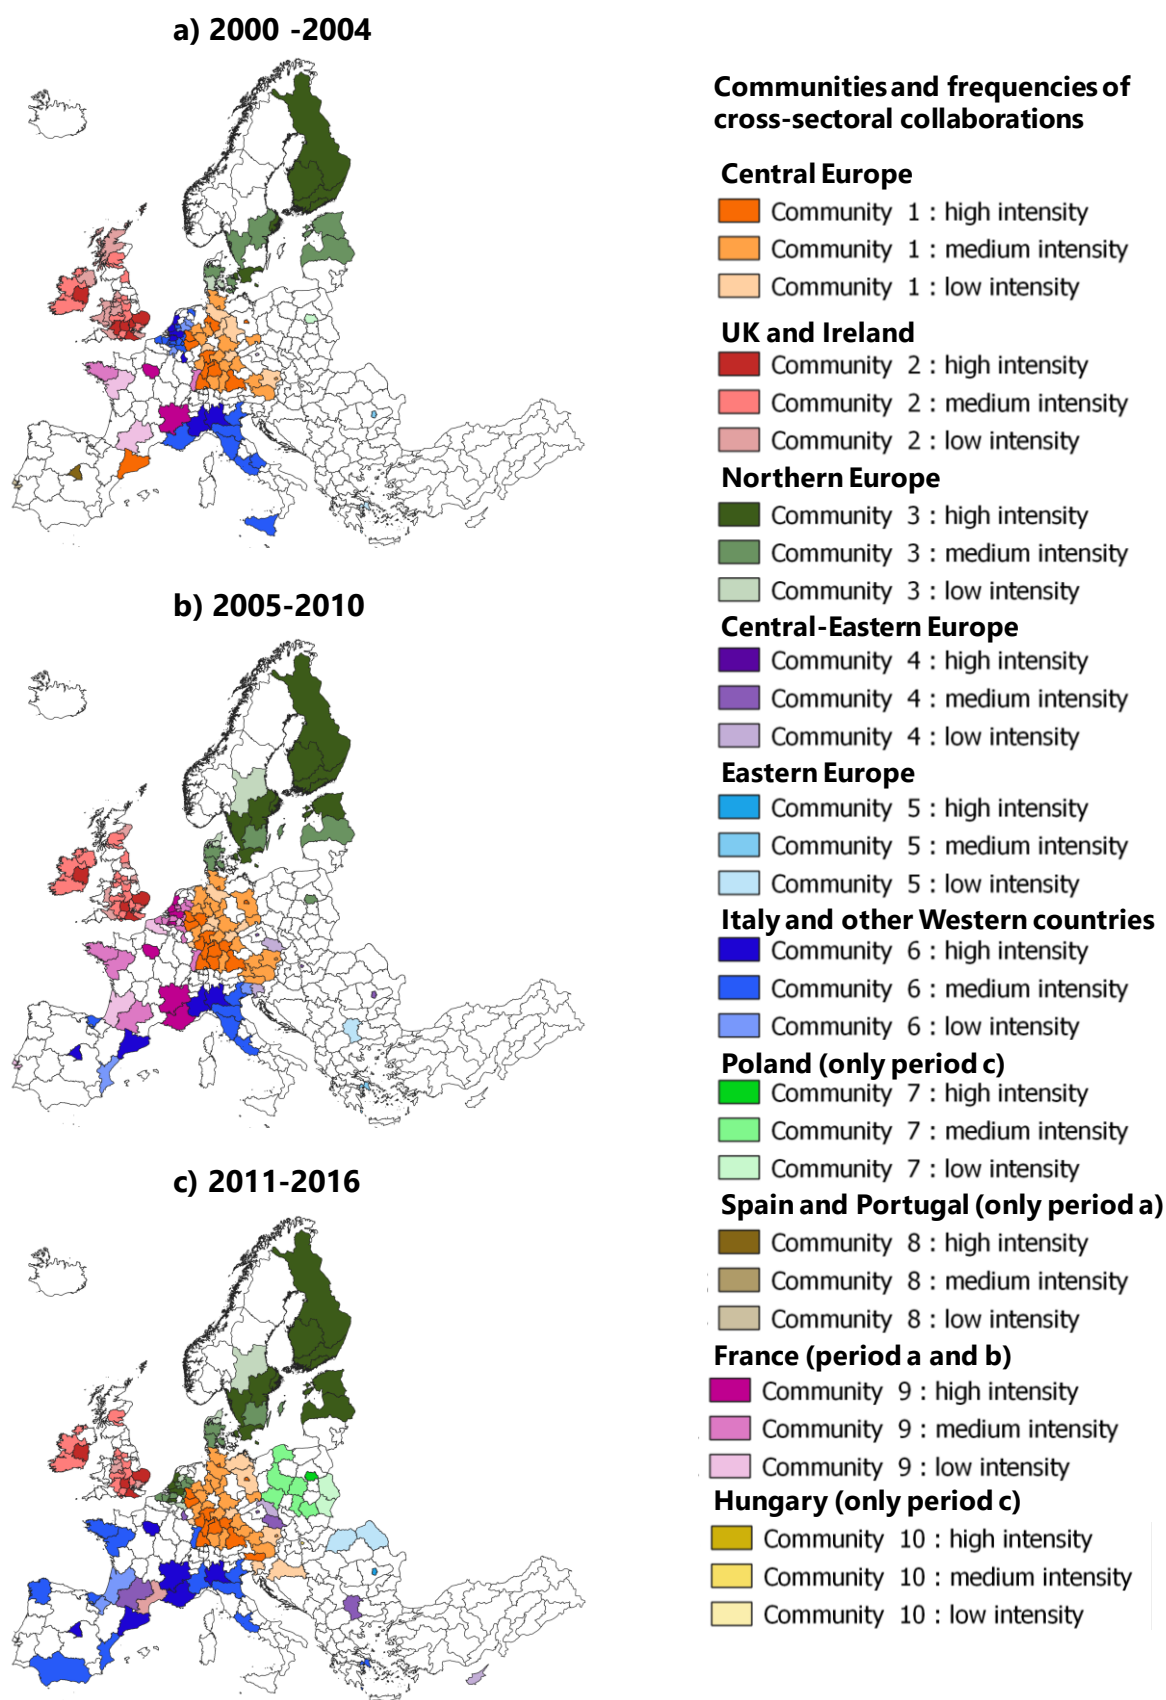 a) 2000 -2004
b) 2005-2010
c) 2011-2016
Communities and frequencies of
cross-sectoral collaborations
Central Europe
Community 1 : high intensity
Community 1 : medium intensity
Community 1 : low intensity
UK and Ireland
Community 2 : high intensity
Community 2 : medium intensity
Community 2 : low intensity
Northern Europe
Community 3 : high intensity
Community 3 : medium intensity
Community 3 : low intensity
Central-Eastern Europe
Community 4 : high intensity
Community 4 : medium intensity
Community 4 : low intensity
Eastern Europe
Community 5 : high intensity
Community 5 : medium intensity
Community 5 : low intensity
Italy and other Western countries
Community 6 : high intensity
Community 6 : medium intensity
Community 6 : low intensity
Poland (only period c)
Community 7 : high intensity
Community 7 : medium intensity
Community 7 : low intensity
Spain and Portugal (only period a)
Community 8 : high intensity
Community 8 : medium intensity
Community 8 : low intensity
France (period a and b)
Community 9 : high intensity
Community 9 : medium intensity
Community 9 : low intensity
Hungary (only period c)
Community 10 : high intensity
Community 10 : medium intensity
Community 10 : low intensity